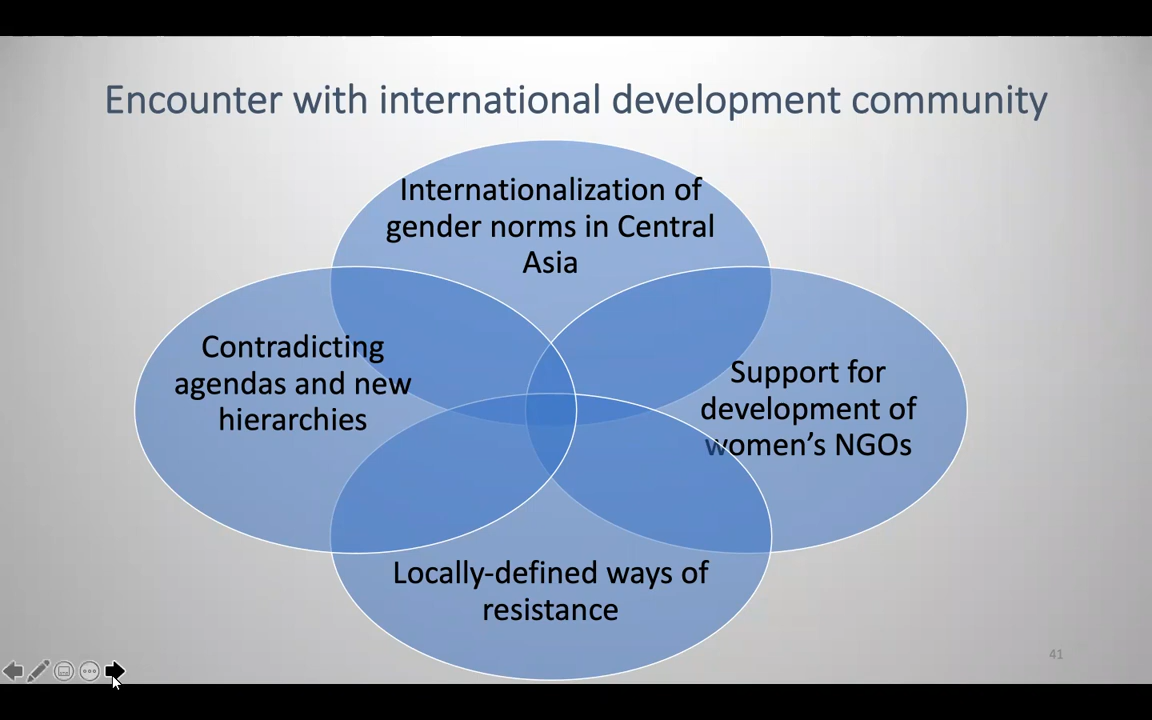 Encounter with international development community
Internationalization of
gender norms in Central
Asia
Contradicting
agendas and new
hierarchies
Support for
development of
women’s NGOs
Locally-defined ways of
resistance
41